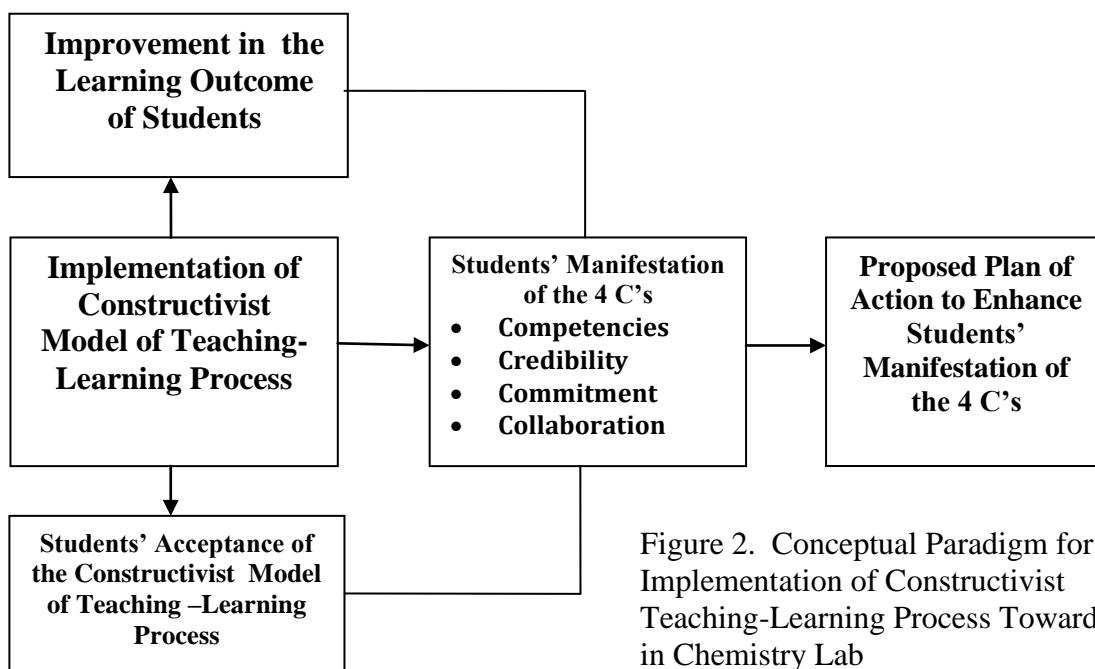 Improvement in the
Learning Outcome
of Students
Implementation of
Constructivist
Model of Teaching-
Learning Process
Students’ Manifestation
of the 4 C’s
• Competencies
• Credibility
• Commitment
• Collaboration
Proposed Plan of
Action to Enhance
Students’
Manifestation of
the 4 C’s
Students’ Acceptance of
the Constructivist Model
of Teaching –Learning
Process
Figure 2. Conceptual Paradigm for
Implementation of Constructivist
Teaching-Learning Process Toward
in Chemistry Lab